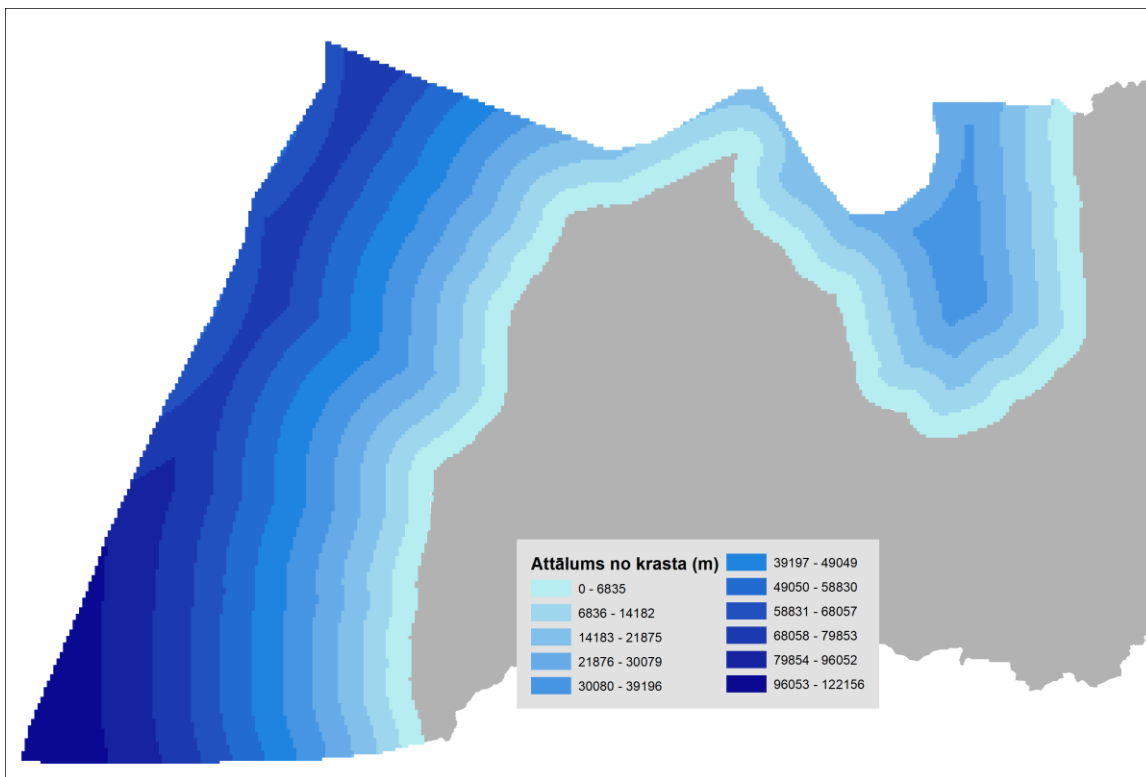 Attālums no krasta (m)
0 - 6835
6836 - 14182
14183 - 21875
21876 - 30079
30080 - 39196
39197 - 49049
49050 - 58830
58831 - 68057
68058 - 79853
79854 - 96052
96053 - 122156